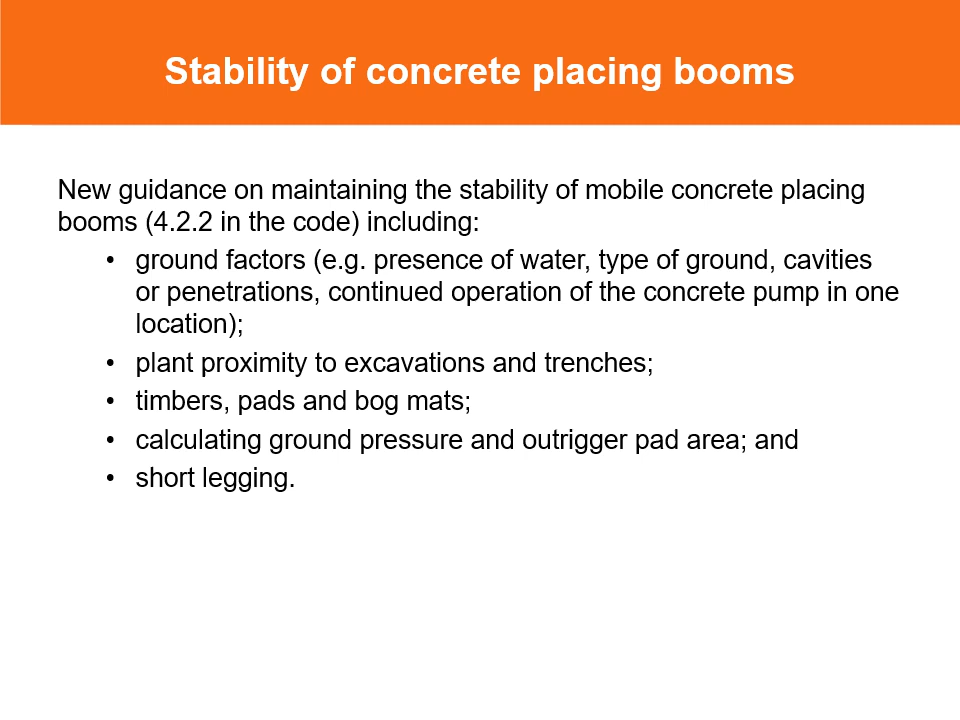 Stability of concrete placing booms
New guidance on maintaining the stability of mobile concrete placing
booms (4.2.2 in the code) including:
• ground factors (e.g. presence of water, type of ground, cavities
or penetrations, continued operation of the concrete pump in one
location);
• plant proximity to excavations and trenches;
• timbers, pads and bog mats;
• calculating ground pressure and outrigger pad area; and
• short legging.